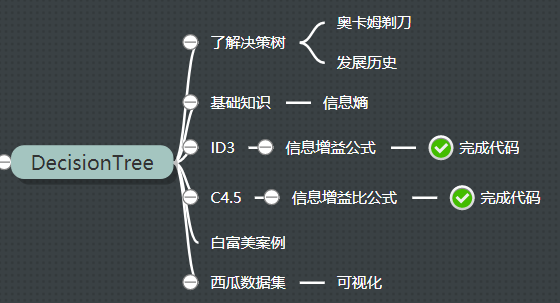 DecisionTree
了解决策树
奥卡姆剃刀
发展历史
基础知识
信息熵
ID3
信息增益公式
完成代码
C4.5
信息增益比公式
完成代码
白富美案例
西瓜数据集
可视化